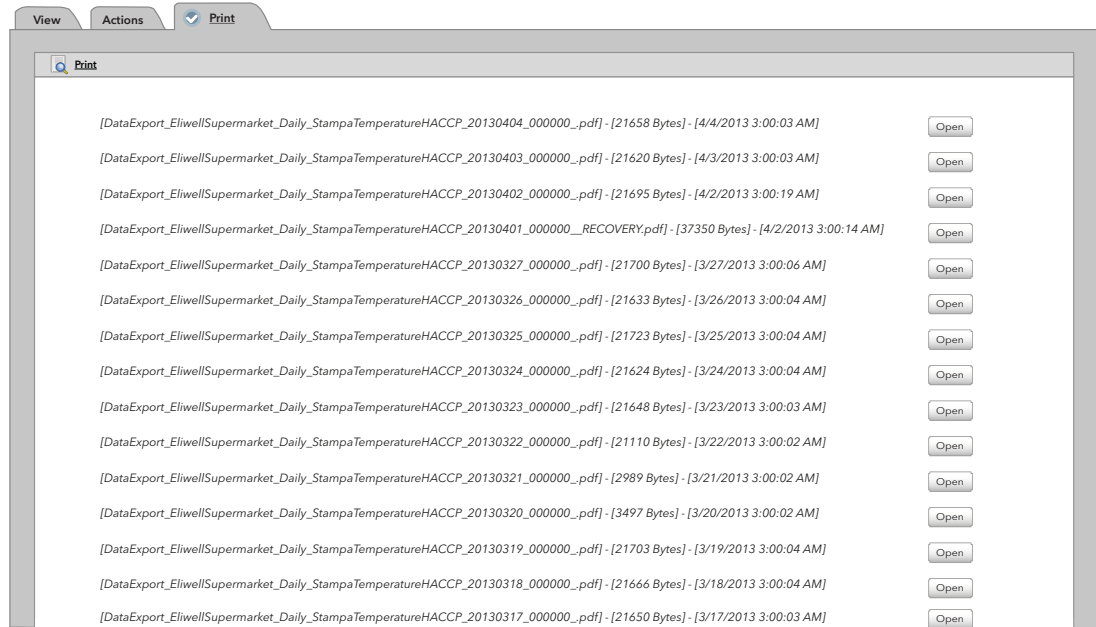 View Actions Print
Print
[DataExport_EliwellSupermarket_Daily_StampaTemperatureHACCP_20130404_000000_.pdf] - [21658 Bytes] - [4/4/2013 3:00:03 AM] Open
[DataExport_EliwellSupermarket_Daily_StampaTemperatureHACCP_20130403_000000_.pdf] - [21620 Bytes] - [4/3/2013 3:00:03 AM] Open
[DataExport_EliwellSupermarket_Daily_StampaTemperatureHACCP_20130402_000000_.pdf] - [21695 Bytes] - [4/2/2013 3:00:19 AM] Open
[DataExport_EliwellSupermarket_Daily_StampaTemperatureHACCP_20130401_000000__RECOVERY.pdf] - [37350 Bytes] - [4/2/2013 3:00:14 AM] Open
[DataExport_EliwellSupermarket_Daily_StampaTemperatureHACCP_20130327_000000_.pdf] - [21700 Bytes] - [3/27/2013 3:00:06 AM] Open
[DataExport_EliwellSupermarket_Daily_StampaTemperatureHACCP_20130326_000000_.pdf] - [21633 Bytes] - [3/26/2013 3:00:04 AM] Open
[DataExport_EliwellSupermarket_Daily_StampaTemperatureHACCP_20130325_000000_.pdf] - [21723 Bytes] - [3/25/2013 3:00:04 AM] Open
[DataExport_EliwellSupermarket_Daily_StampaTemperatureHACCP_20130324_000000_.pdf] - [21624 Bytes] - [3/24/2013 3:00:04 AM] Open
[DataExport_EliwellSupermarket_Daily_StampaTemperatureHACCP_20130323_000000_.pdf] - [21648 Bytes] - [3/23/2013 3:00:03 AM] Open
[DataExport_EliwellSupermarket_Daily_StampaTemperatureHACCP_20130322_000000_.pdf] - [21110 Bytes] - [3/22/2013 3:00:02 AM] Open
[DataExport_EliwellSupermarket_Daily_StampaTemperatureHACCP_20130321_000000_.pdf] - [2989 Bytes] - [3/21/2013 3:00:02 AM] Open
[DataExport_EliwellSupermarket_Daily_StampaTemperatureHACCP_20130320_000000_.pdf] - [3497 Bytes] - [3/20/2013 3:00:02 AM] Open
[DataExport_EliwellSupermarket_Daily_StampaTemperatureHACCP_20130319_000000_.pdf] - [21703 Bytes] - [3/19/2013 3:00:04 AM] Open
[DataExport_EliwellSupermarket_Daily_StampaTemperatureHACCP_20130318_000000_.pdf] - [21666 Bytes] - [3/18/2013 3:00:04 AM] Open
[DataExport_EliwellSupermarket_Daily_StampaTemperatureHACCP_20130317_000000_.pdf] - [21650 Bytes] - [3/17/2013 3:00:03 AM] Open